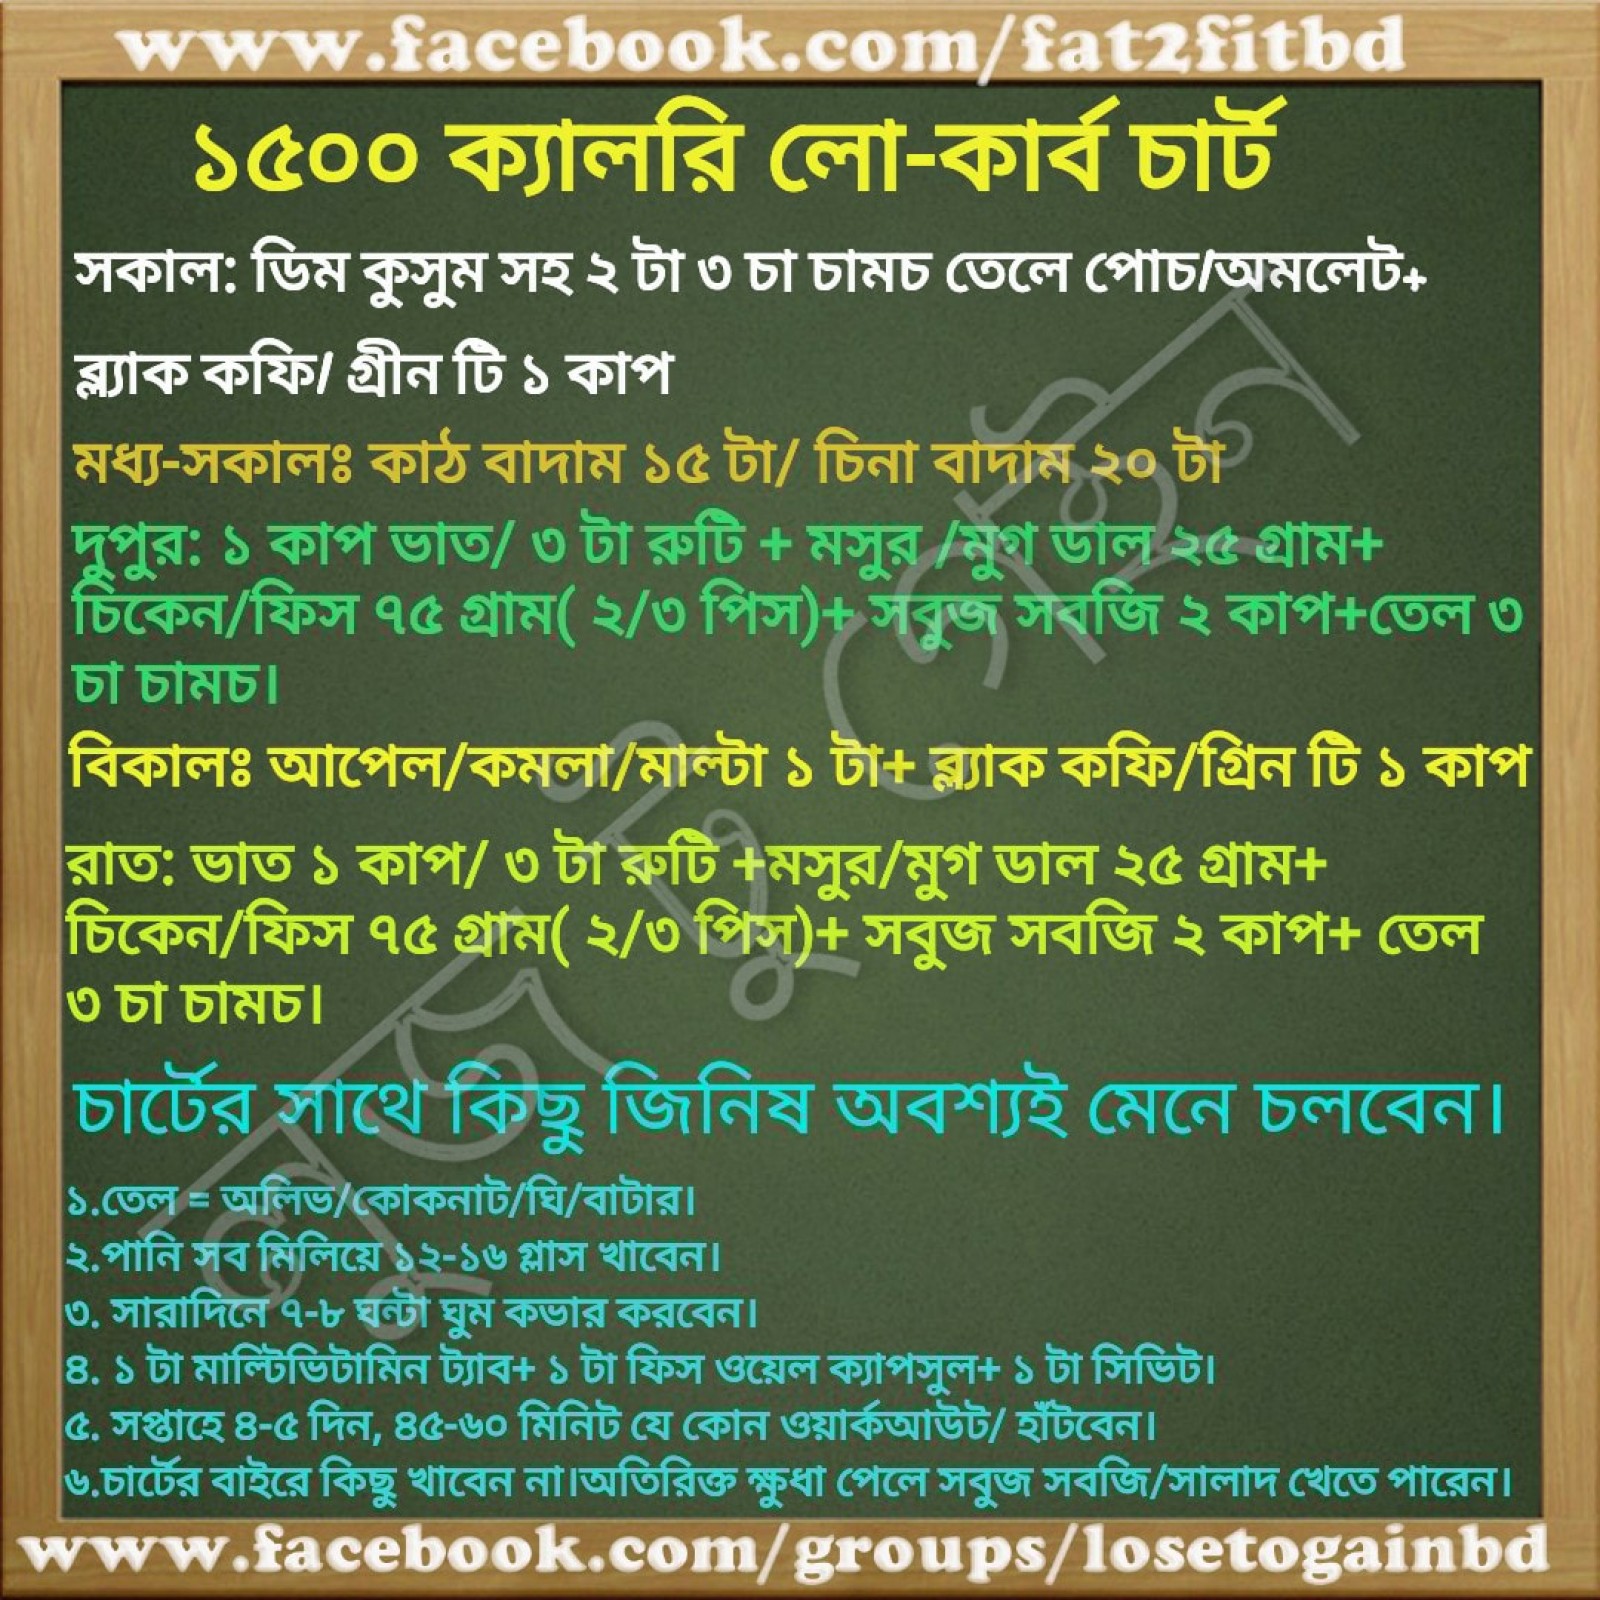 www.facebook.com/fat2fitbd
১৫০০ ক্যালরি লো-কার্ব চার্ট
সকাল: ডিম কুসুম সহ ২ টা ৩ চা চামচ তেলে পোচ/অমলেট+
ব্ল্যাক কফি/ গ্রীন টি ১ কাপ
মধ্য-সকালঃ কাঠ বাদাম ১৫ টা/ চিনা বাদাম ২০ টা
দুপুর: ১ কাপ ভাত/ ৩ টা রুটি + মসুর /মুগ ডাল ২৫ গ্রাম+
চিকেন/ফিস ৭৫ গ্রাম( ২/৩ পিস)+ সবুজ সবজি ২ কাপ+তেল ৩
চা চামচ।
বিকালঃ আপেল/কমলা/মাল্টা ১ টা+ ব্ল্যাক কফি/গ্রিন টি ১ কাপ
রাত: ভাত ১ কাপ/ ৩ টা রুটি +মসুর/মুগ ডাল ২৫ গ্রাম+
চিকেন/ফিস ৭৫ গ্রাম( ২/৩ পিস)+ সবুজ সবজি ২ কাপ+ তেল
৩ চা চামচ।
চার্টের সাথে কিছু জিনিষ অবশ্যই মেনে চলবেন।
১.তেল = অলিভ/কোকনাট/ঘি/বাটার।
২.পানি সব মিলিয়ে ১২-১৬ গ্লাস খাবেন।
৩. সারাদিনে ৭-৮ ঘন্টা ঘুম কভার করবেন।
৪. ১ টা মাল্টিভিটামিন ট্যাব+ ১ টা ফিস ওয়েল ক্যাপসুল+ ১ টা সিভিট।
৫. সপ্তাহে ৪-৫ দিন, ৪৫-৬০ মিনিট যে কোন ওয়ার্কআউট/ হাঁটবেন।
৬.চার্টের বাইরে কিছু খাবেন না।অতিরিক্ত ক্ষুধা পেলে সবুজ সবজি/সালাদ খেতে পারেন।
www.facebook.com/groups/losetogainbd